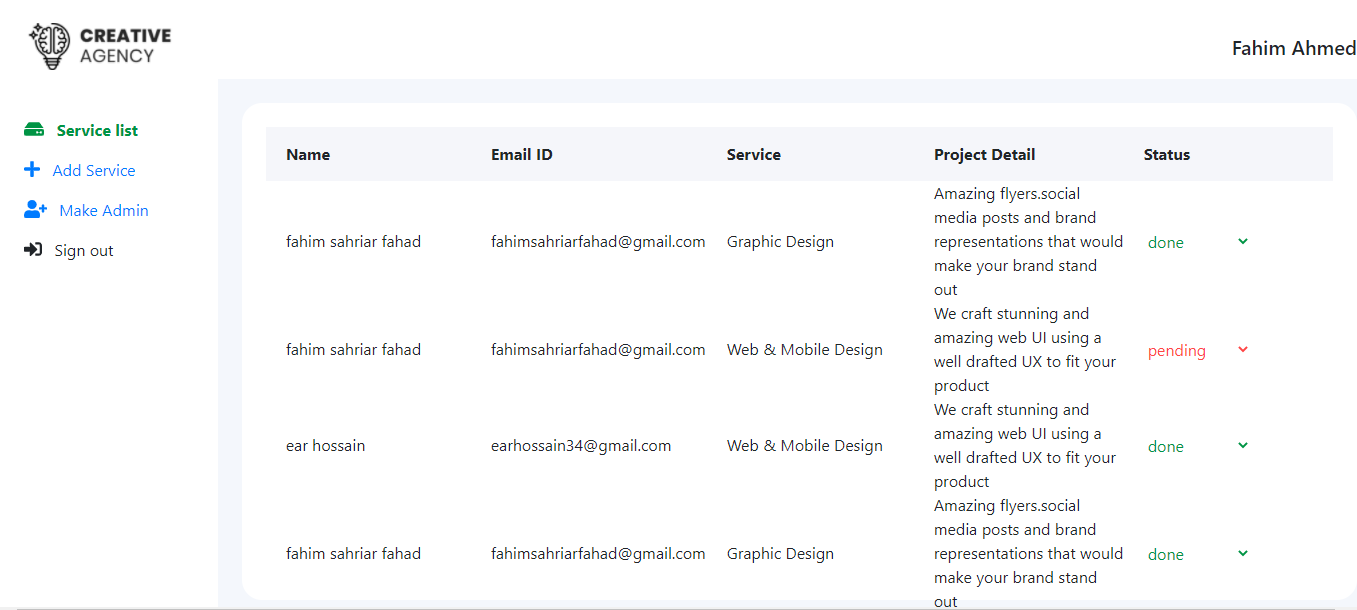 CREATIVE
AGENCY
Fahim Ahmed
Service list
Add Service
Make Admin
Sign out
Name Email ID Service Project Detail Status
fahim sahriar fahad fahimsahriarfahad@gmail.com Graphic Design
Amazing flyers.social
media posts and brand
representations that would
make your brand stand
out
done
fahim sahriar fahad fahimsahriarfahad@gmail.com Web & Mobile Design
We craft stunning and
amazing web UI using a
well drafted UX to fit your
product
pending
ear hossain earhossain34@gmail.com Web & Mobile Design
We craft stunning and
amazing web UI using a
well drafted UX to fit your
product
done
fahim sahriar fahad fahimsahriarfahad@gmail.com Graphic Design
Amazing flyers.social
media posts and brand
representations that would
make your brand stand
out
done